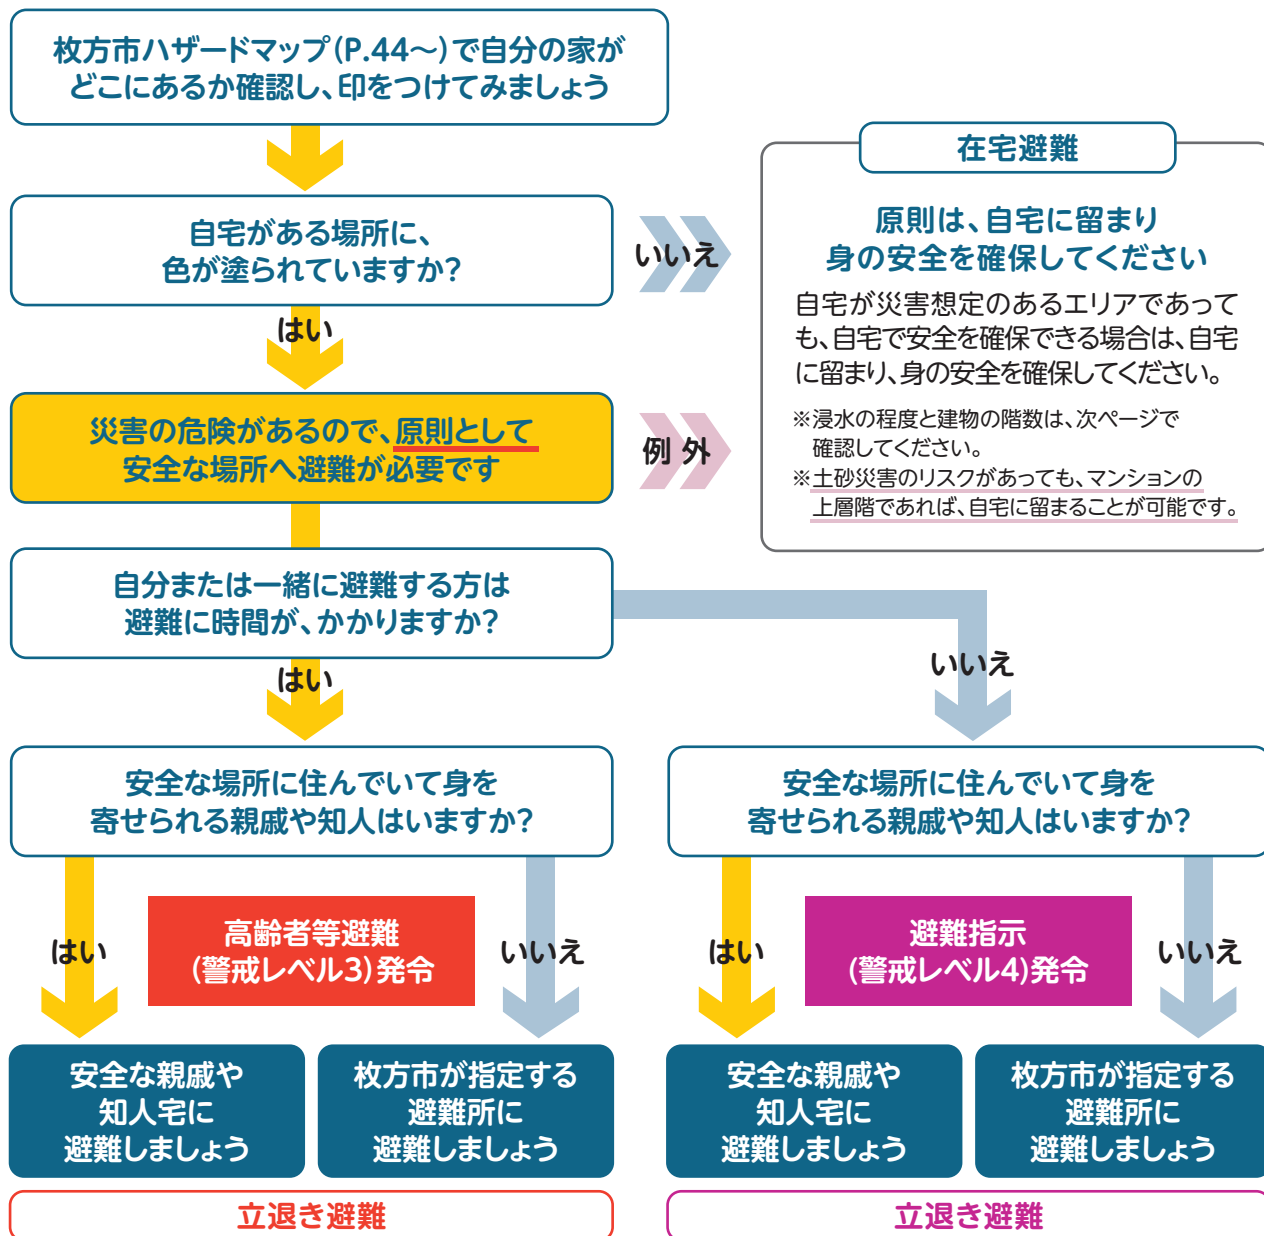 枚方市ハザードマップ(P.44～)で自分の家が
どこにあるか確認し、印をつけてみましょう
自宅がある場所に、
色が塗られていますか？
いいえ
はい
在宅避難
原則は、自宅に留まり
身の安全を確保してください
自宅が災害想定のあるエリアであって
も、自宅で安全を確保できる場合は、自宅
に留まり、身の安全を確保してください。
※浸水の程度と建物の階数は、次ページで
確認してください。
※土砂災害のリスクがあっても、マンションの
上層階であれば、自宅に留まることが可能です。
災害の危険があるので、原則として
安全な場所へ避難が必要です
例外
自分または一緒に避難する方は
避難に時間が、かかりますか？
はい
いいえ
安全な場所に住んでいて身を
寄せられる親戚や知人はいますか？
はい
高齢者等避難
(警戒レベル3)発令
いいえ
安全な親戚や
知人宅に
避難しましょう
枚方市が指定する
避難所に
避難しましょう
立退き避難
安全な場所に住んでいて身を
寄せられる親戚や知人はいますか？
はい
避難指示
(警戒レベル4)発令
いいえ
安全な親戚や
知人宅に
避難しましょう
枚方市が指定する
避難所に
避難しましょう
立退き避難